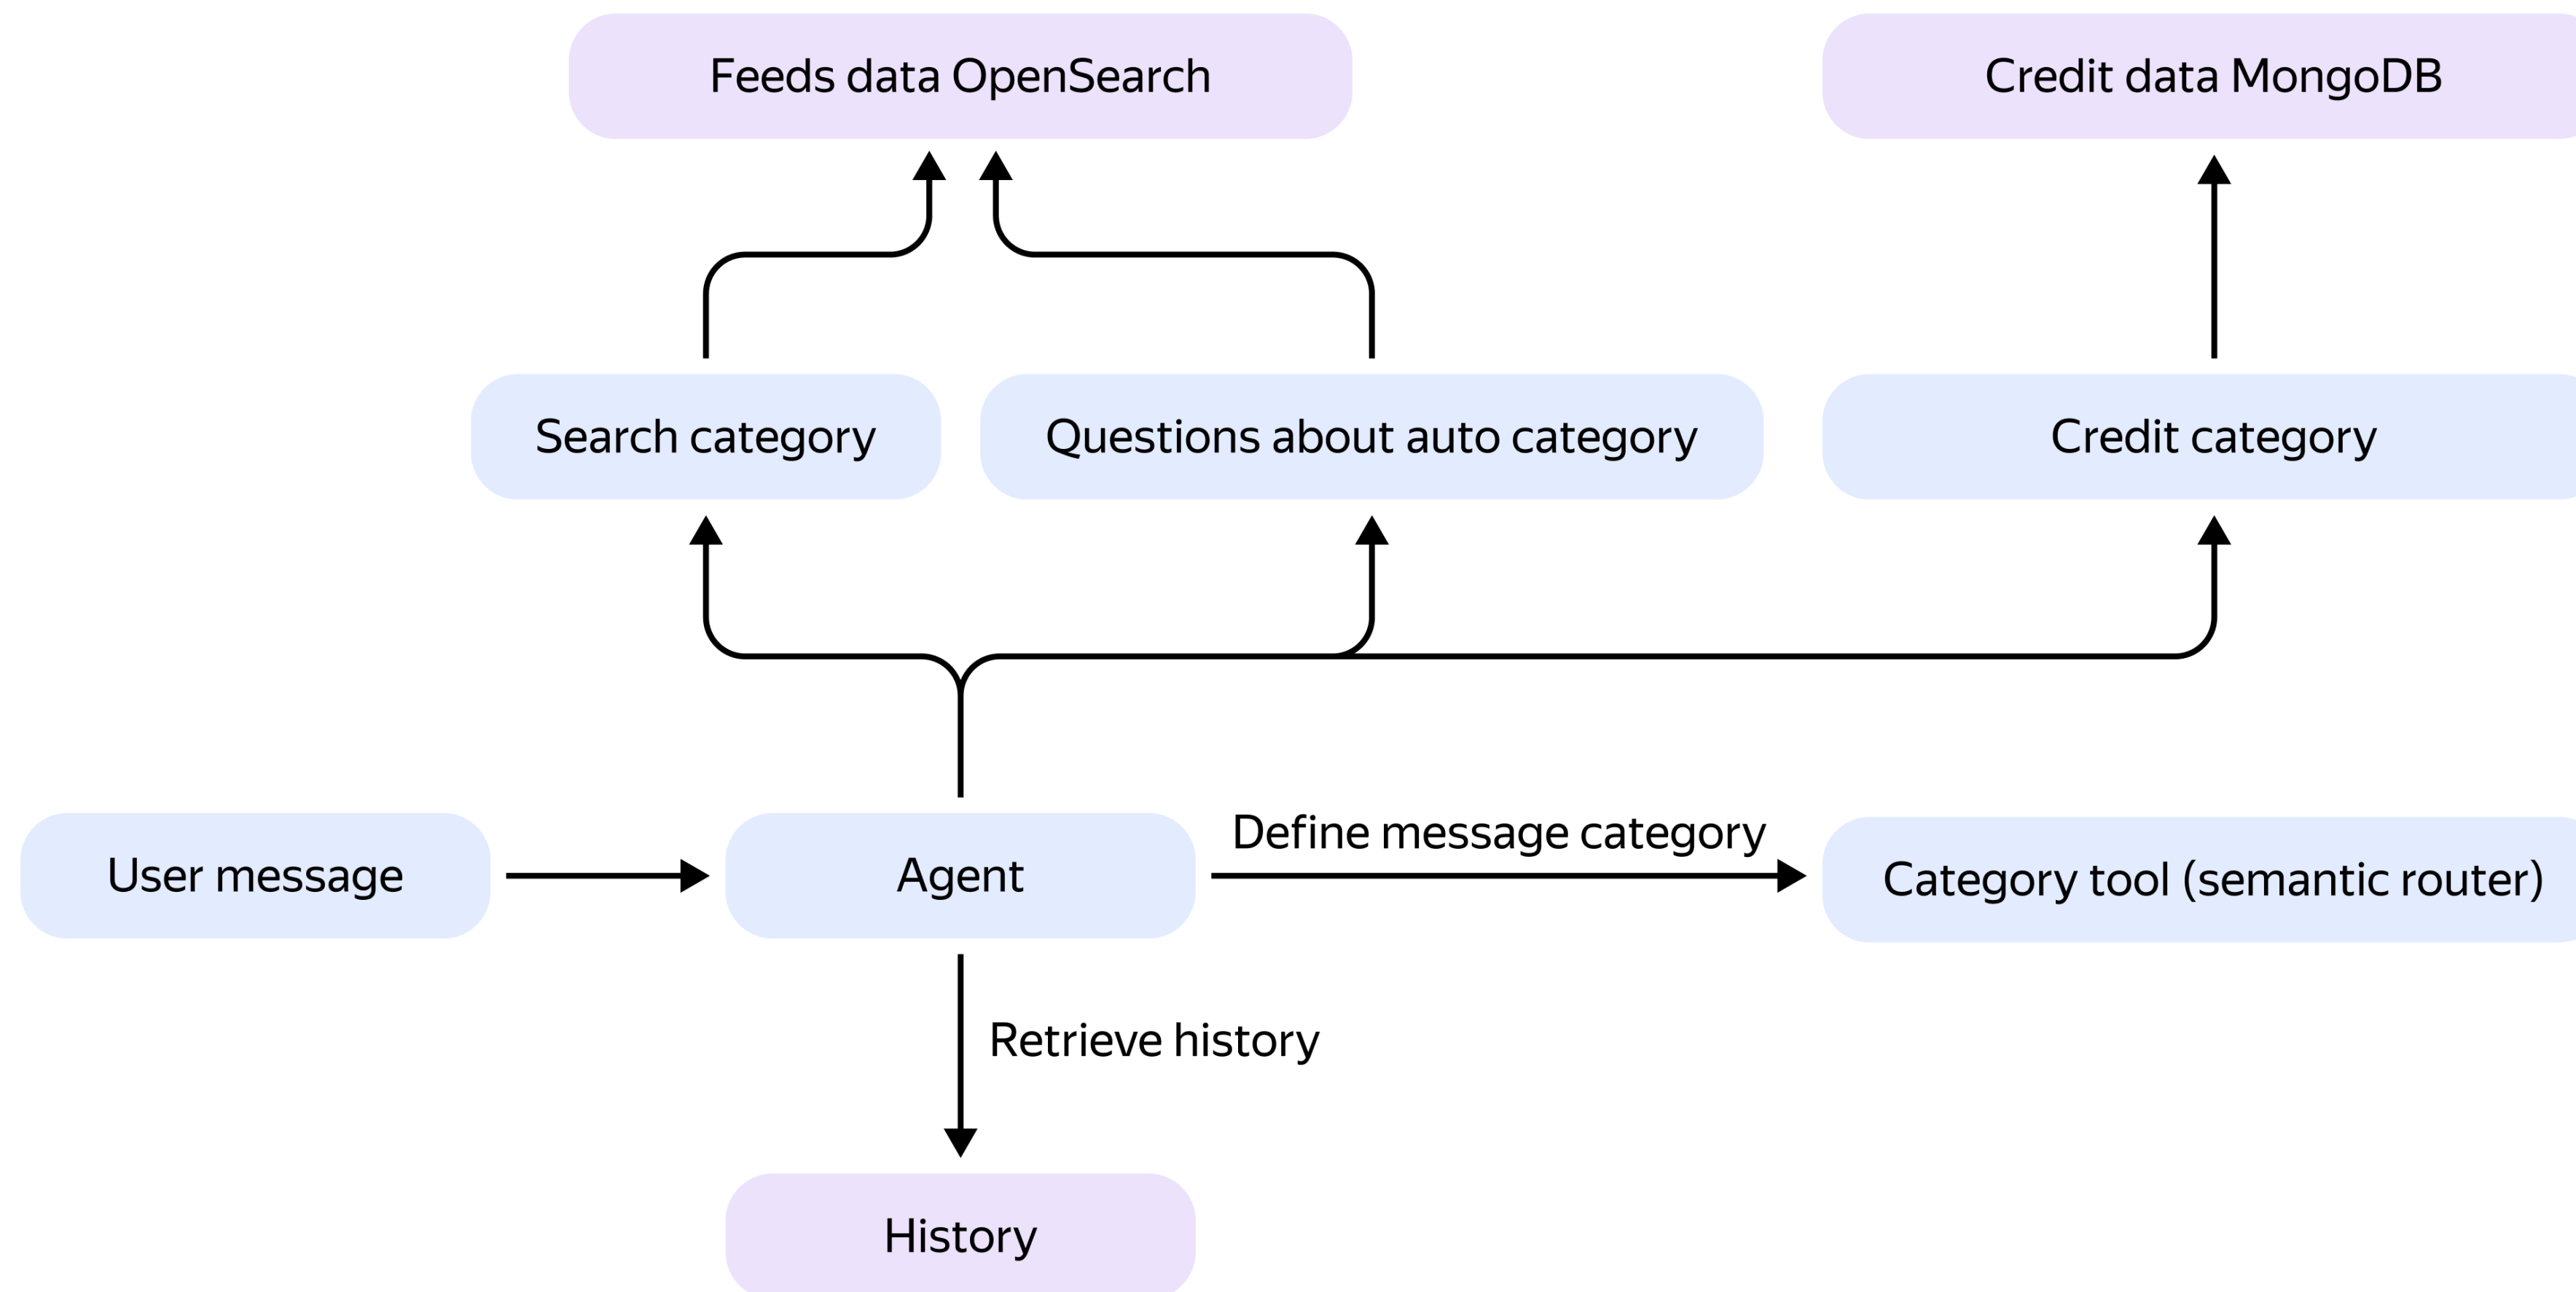 Feeds data OpenSearch
Credit data MongoDB
Search category
Questions about auto category
Credit category
User message
Agent
Define message category
Category tool (semantic router)
Retrieve history
History